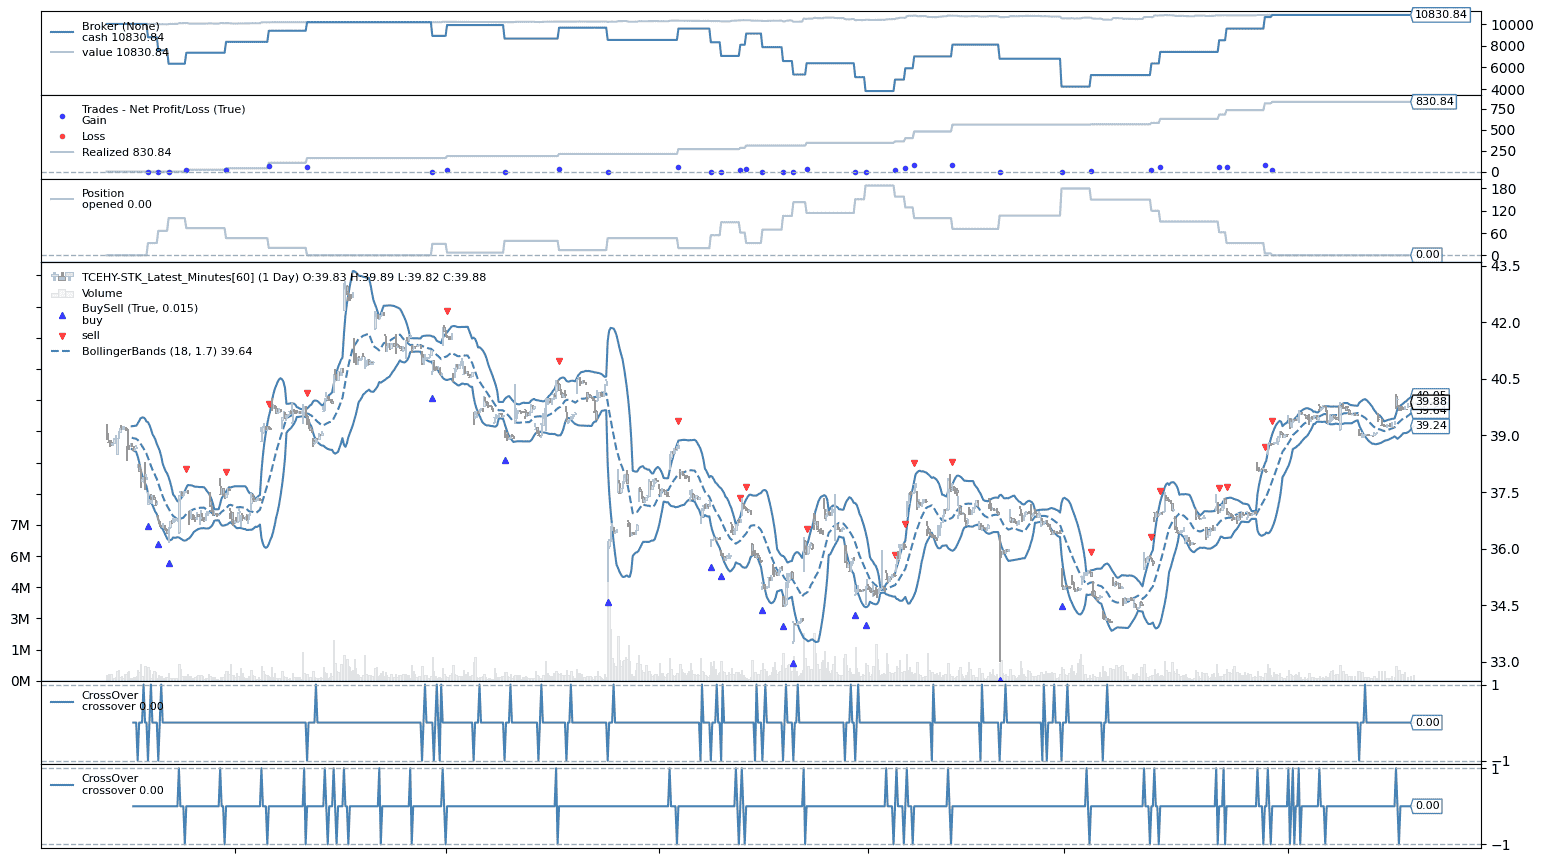 Broker (None)
cash 10830.84
value 10830.84
10830.84
10000
8000
6000
4000
Trades - Net Profit/Loss (True)
Gain
Loss
Realized 830.84
830.84
750
500
250
0
Position
opened 0.00
180
120
60
0
0.00
TCEHY-STK_Latest_Minutes[60] (1 Day) O:39.83 H:39.89 L:39.82 C:39.88
Volume
BuySell (True, 0.015)
buy
sell
BollingerBands (18, 1.7) 39.64
43.5
42.0
40.5
39.0
37.5
36.0
34.5
33.0
39.88
39.64
39.24
7M
6M
4M
3M
1M
0M
CrossOver
crossover 0.00
1
0.00
−1
CrossOver
crossover 0.00
1
0.00
−1